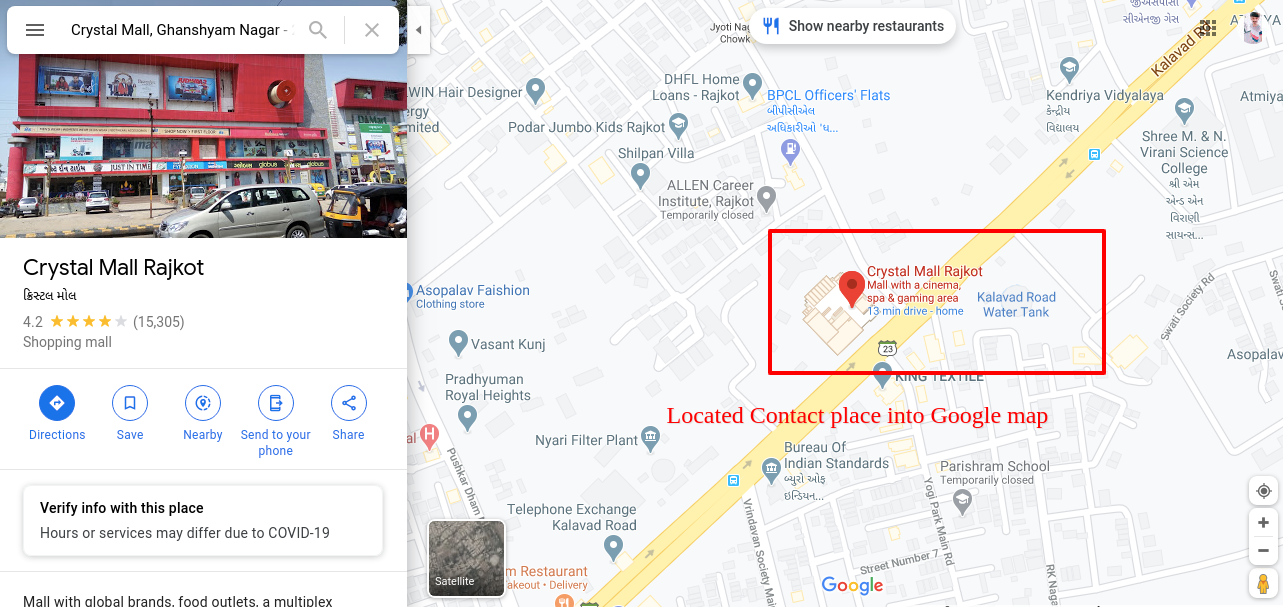 Crystal Mall, Ghanshyam Nagar -
Crystal Mall Rajkot
ક્રિસ્ટલ મોલ
4.2 ★★★★★ (15,305)
Shopping mall
Directions
Save
Nearby
Send to your
phone
Share
Verify info with this place
Hours or services may differ due to COVID-19
Mall with global brands, food outlets, a multiplex
JUST IN TIME
globus
Show nearby restaurants
Jyoti Nag
Chowk
સીએનજી ગેસ
Kalavad R
WIN Hair Designer
ergy
mited
DHFL Home
Loans - Rajkot
BPCL Officers' Flats
બીપીસીએલ
અધિકારીઓ 'ધ...
Kendriya Vidyalaya
કેન્દ્રીય
વિદ્યાલય
Atmiya
Podar Jumbo Kids Rajkot
Shilpan Villa
Shree M. & N.
Virani Science
College
શ્રી એમ
એન્ડ એન
વિરાણી
સાયન્સ...
ALLEN Career
Institute, Rajkot
Temporarily closed
Asopalav Faishion
Clothing store
Crystal Mall Rajkot
Mall with a cinema,
spa & gaming area
13 min drive - home
Kalavad Road
Water Tank
Swati Society Rd
23
Vasant Kunj
KING TEXTILE
Asopala
Pradhyuman
Royal Heights
Located Contact place into Google map
al
H
Nyari Filter Plant
Bureau Of
Indian Standards
બ્યુરો ઓફ
ઇન્ડિયન...
Parishram School
Temporarily closed
Pushkar Dham
Telephone Exchange
Kalavad Road
Vrindavan Society Main
Yogi Park Main Rd
Street Number 7
RK Naga
m Restaurant
akeout • Delivery
Satellite
Google